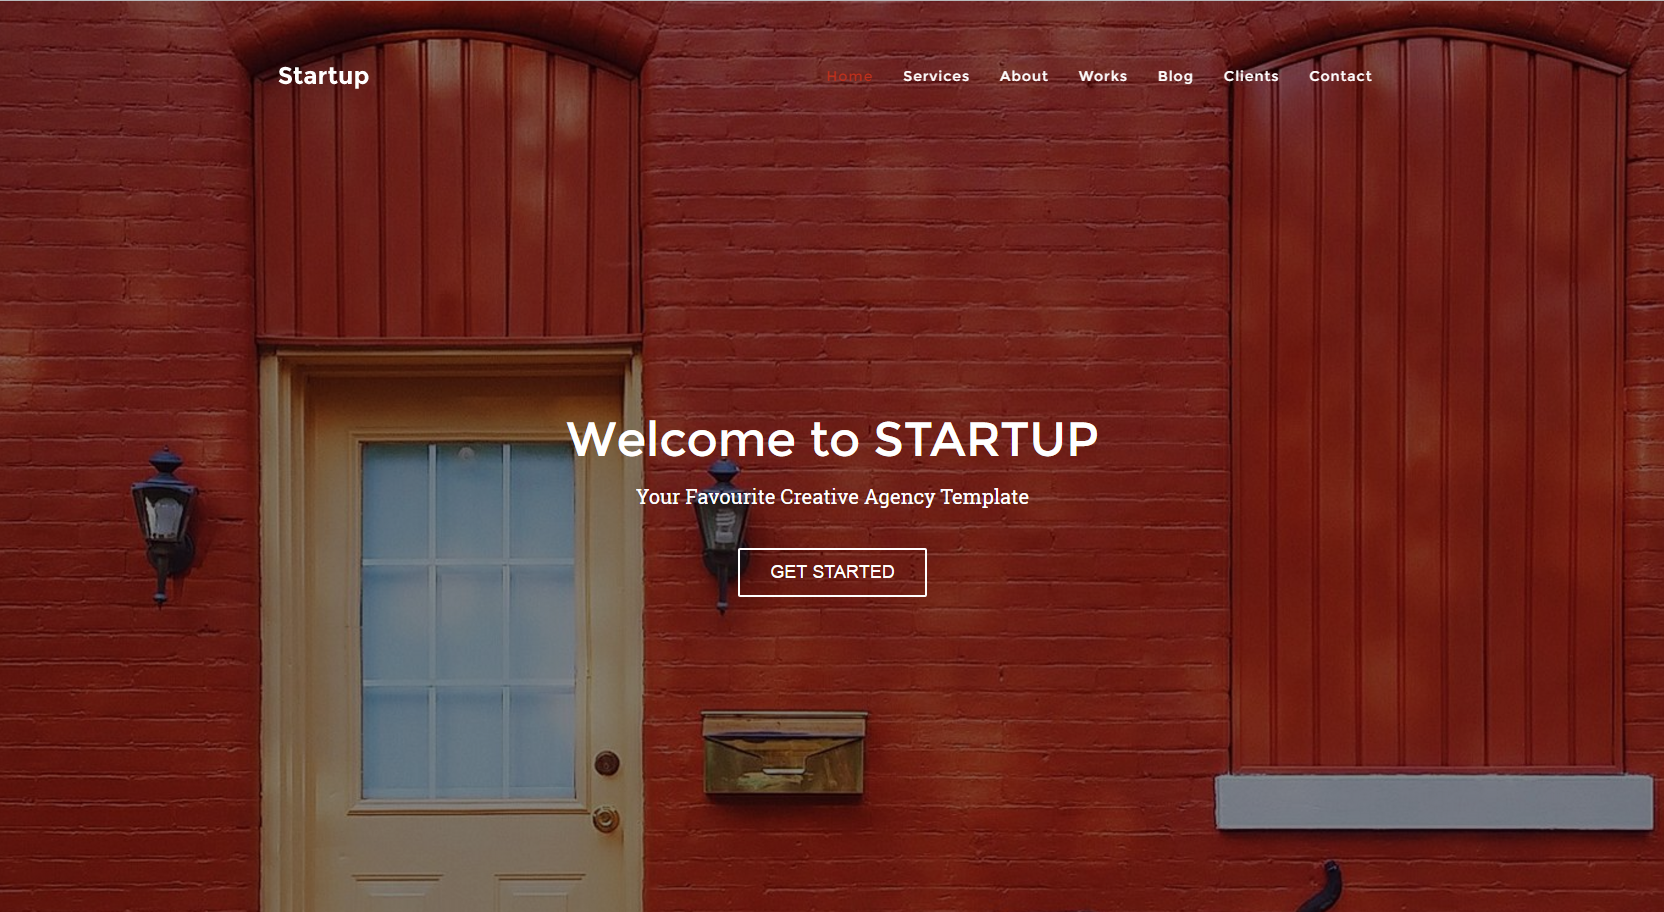 Startup
Home Services About Works Blog Clients Contact
Welcome to STARTUP
Your Favourite Creative Agency Template
GET STARTED